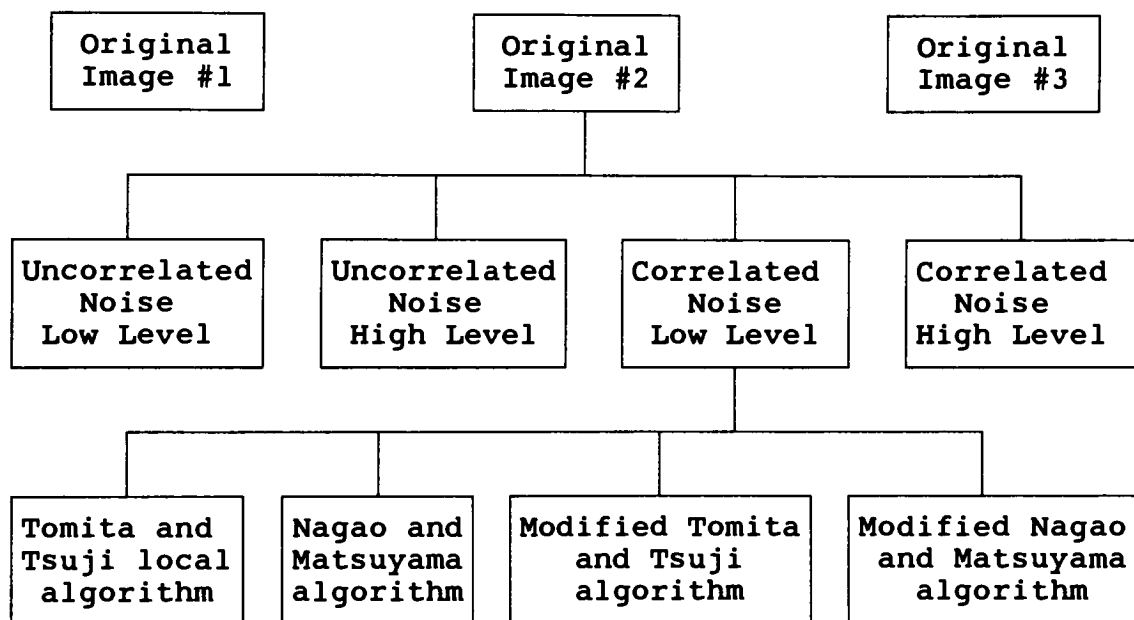 Original
Image #1
Original
Image #2
Original
Image #3
Uncorrelated
Noise
Low Level
Uncorrelated
Noise
High Level
Correlated
Noise
Low Level
Correlated
Noise
High Level
Tomita and
Tsuji local
algorithm
Nagao and
Matsuyama
algorithm
Modified Tomita
and Tsuji
algorithm
Modified Nagao
and Matsuyama
algorithm